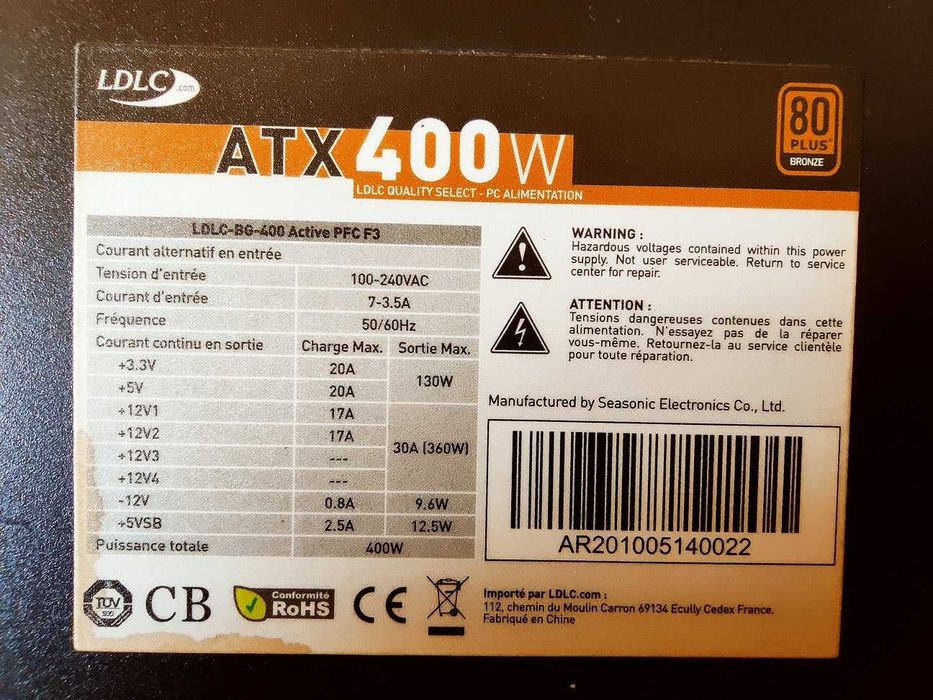 LDLC.com
80
PLUS
BRONZE
ATX 400W
LDLC QUALITY SELECT - PC ALIMENTATION
LDLC-BG-400 Active PFC F3
Courant alternatif en entrée
Tension d'entrée 100-240VAC
Courant d'entrée 7-3.5A
Fréquence 50/60Hz
Courant continu en sortie Charge Max. Sortie Max.
+3.3V 20A 130W
+5V 20A
+12V1 17A 30A (360W)
+12V2 17A
+12V3 ---
+12V4 ---
-12V 0.8A 9.6W
+5VSB 2.5A 12.5W
Puissance totale 400W
WARNING :
Hazardous voltages contained within this power
supply. Not user serviceable. Return to service
center for repair.
ATTENTION :
Tensions dangereuses contenues dans cette
alimentation. N'essayez pas de la réparer
vous-même. Retournez-la au service clientèle
pour toute réparation.
Manufactured by Seasonic Electronics Co., Ltd.
AR201005140022
TÜV
CB
Conformité
RoHS
CE
Importé par LDLC.com :
112, chemin du Moulin Carron 69134 Ecully Cedex France.
Fabriqué en Chine